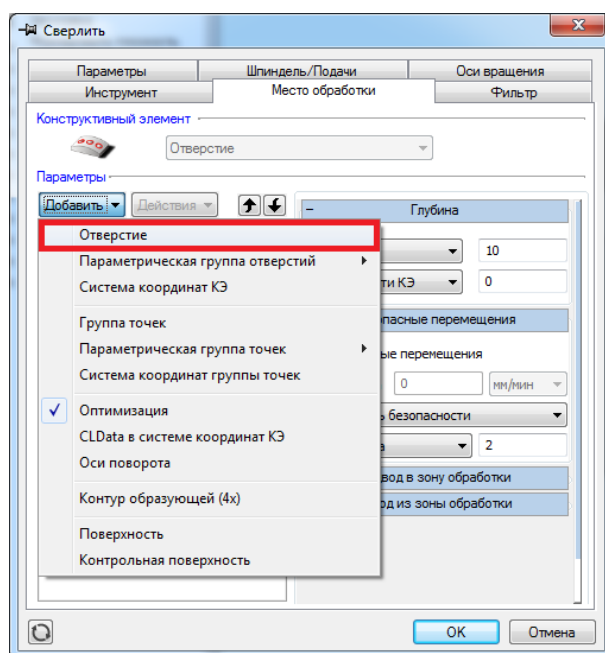 Сверлить
Параметры Шпиндель/Подачи Оси вращения
Инструмент Место обработки Фильтр
Конструктивный элемент
Отверстие
Параметры
Добавить Действия
Глубина
Отверстие
10
Параметрическая группа отверстий
Система координат КЭ
ти КЭ 0
Группа точек
пасные перемещения
Параметрическая группа точек
ые перемещения
Система координат группы точек
0 мм/мин
Оптимизация
безопасности
CLData в системе координат КЭ
2
Оси поворота
вод в зону обработки
Контур образующей (4x)
од из зоны обработки
Поверхность
Контрольная поверхность
OK Отмена